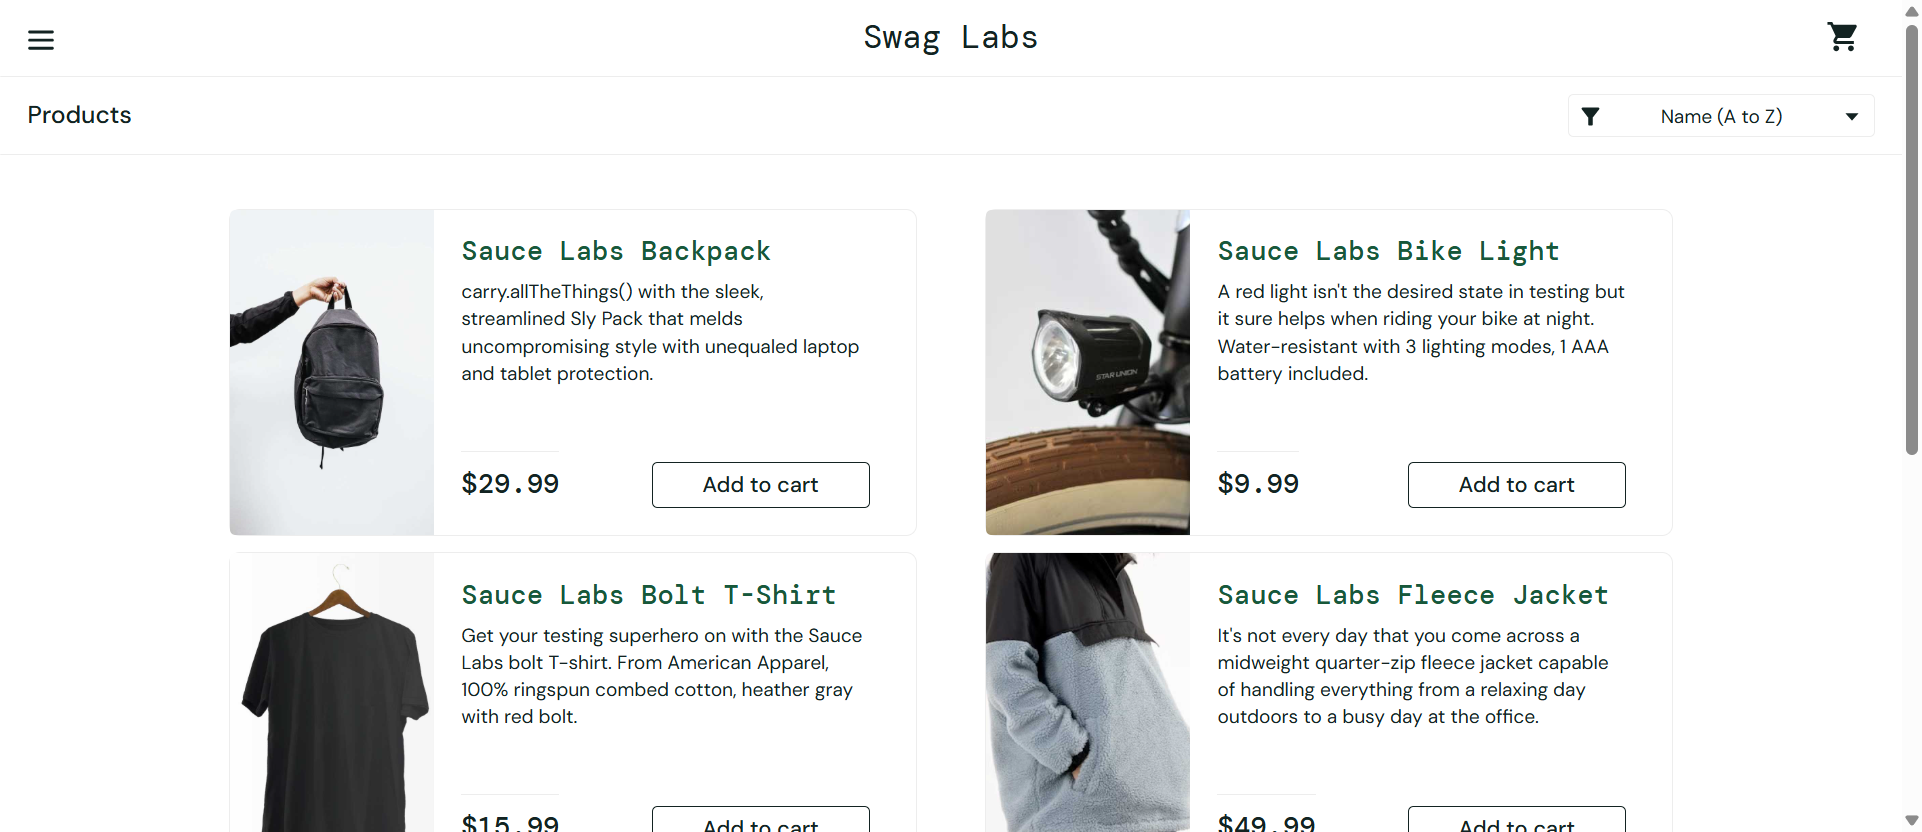 Swag Labs
Products
Name (A to Z)
Sauce Labs Backpack
carry.allTheThings() with the sleek,
streamlined Sly Pack that melds
uncompromising style with unequaled laptop
and tablet protection.
$29.99
Add to cart
Sauce Labs Bike Light
A red light isn't the desired state in testing but
it sure helps when riding your bike at night.
Water-resistant with 3 lighting modes, 1 AAA
battery included.
STAR UNION
$9.99
Add to cart
Sauce Labs Bolt T-Shirt
Get your testing superhero on with the Sauce
Labs bolt T-shirt. From American Apparel,
100% ringspun combed cotton, heather gray
with red bolt.
$15.99
Add to cart
Sauce Labs Fleece Jacket
It's not every day that you come across a
midweight quarter-zip fleece jacket capable
of handling everything from a relaxing day
outdoors to a busy day at the office.
$49.99
Add to cart